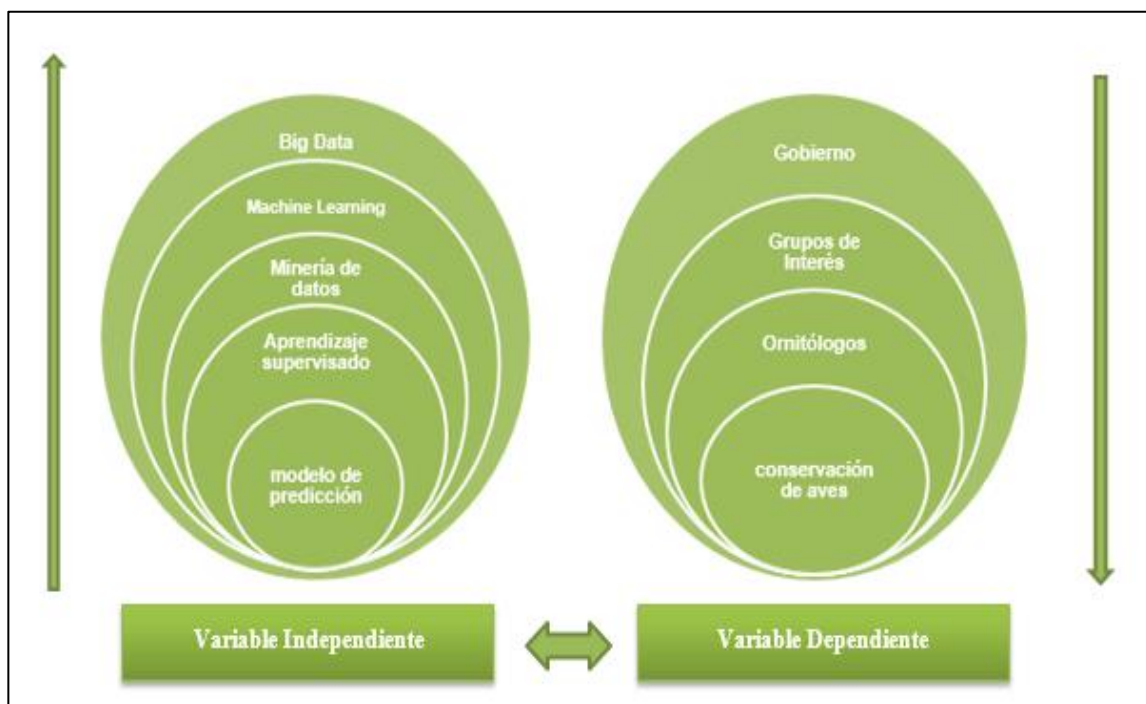 Big Data
Machine Learning
Minería de
datos
Aprendizaje
supervisado
modelo de
predicción
Gobierno
Grupos de
Interés
Ornitólogos
conservación
de aves
Variable Independiente
Variable Dependiente